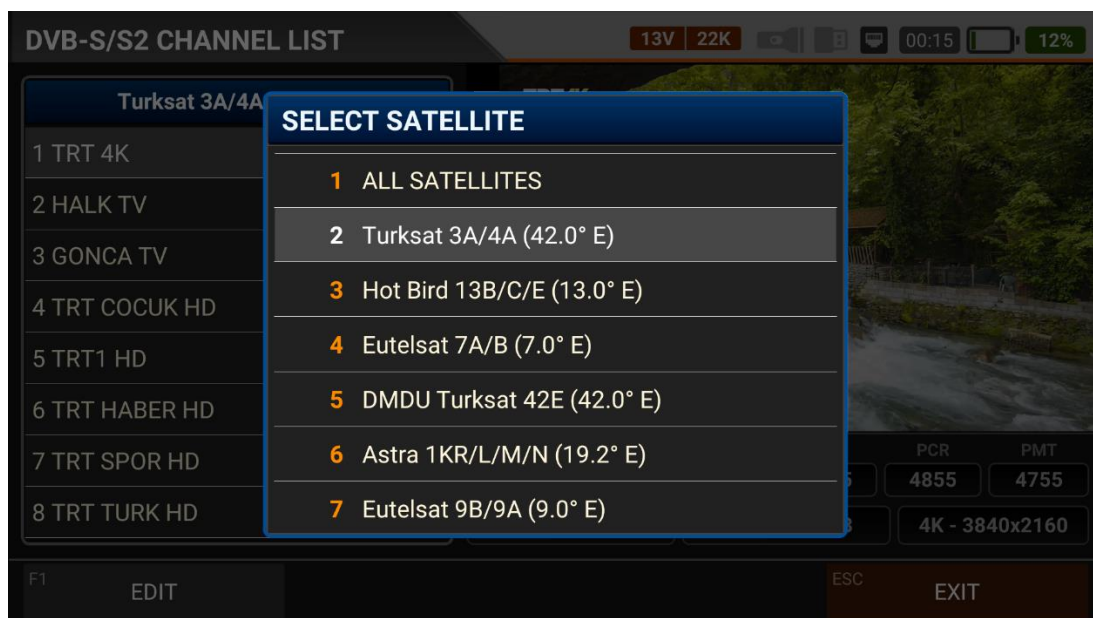 DVB-S/S2 CHANNEL LIST
13V 22K 00:15 12%
Turksat 3A/4A
SELECT SATELLITE
1 TRT 4K
2 HALK TV
3 GONCA TV
4 TRT COCUK HD
5 TRT1 HD
6 TRT HABER HD
7 TRT SPOR HD
8 TRT TURK HD
1 ALL SATELLITES
2 Turksat 3A/4A (42.0° E)
3 Hot Bird 13B/C/E (13.0° E)
4 Eutelsat 7A/B (7.0° E)
5 DMDU Turksat 42E (42.0° E)
6 Astra 1KR/L/M/N (19.2° E)
7 Eutelsat 9B/9A (9.0° E)
PCR PMT
4855 4755
4K - 3840x2160
F1 EDIT
ESC EXIT